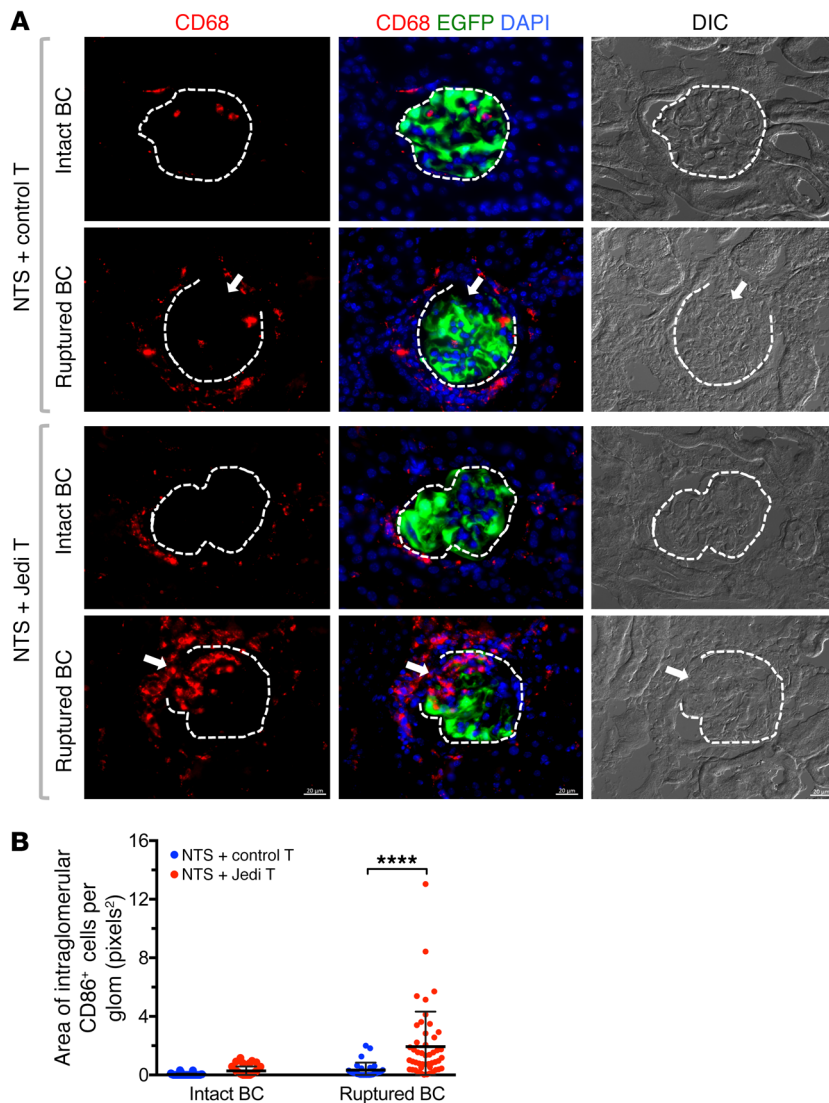 A
CD68
CD68 EGFP DAPI
DIC
NTS + control T
Intact BC
Ruptured BC
NTS + Jedi T
Intact BC
Ruptured BC
20 µm
20 µm
B
16
12
8
4
0
NTS + control T
NTS + Jedi T
****
Area of intraglomerular
CD86⁺ cells per
glom (pixels²)
Intact BC
Ruptured BC